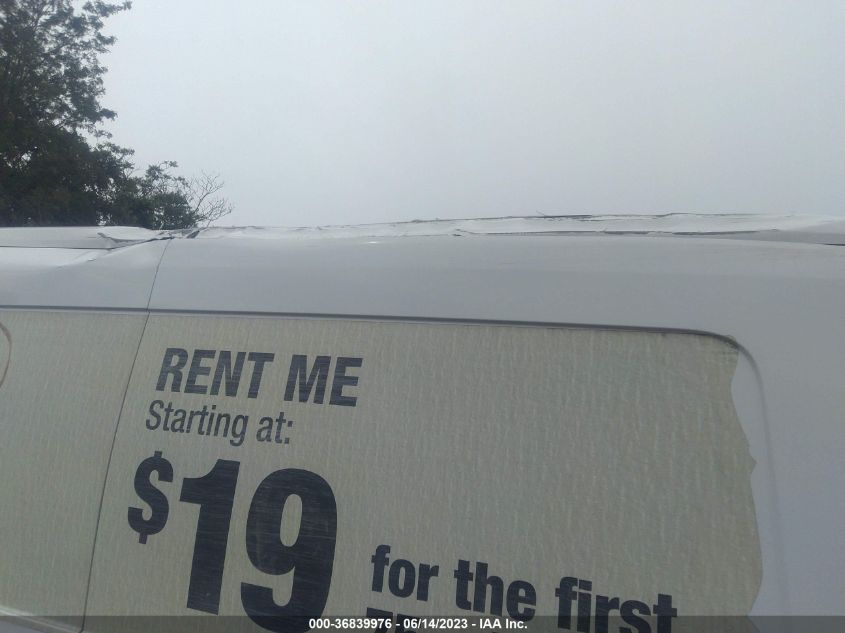 RENT ME
Starting at:
$19
for the first
000-36839976 - 06/14/2023 - IAA Inc.